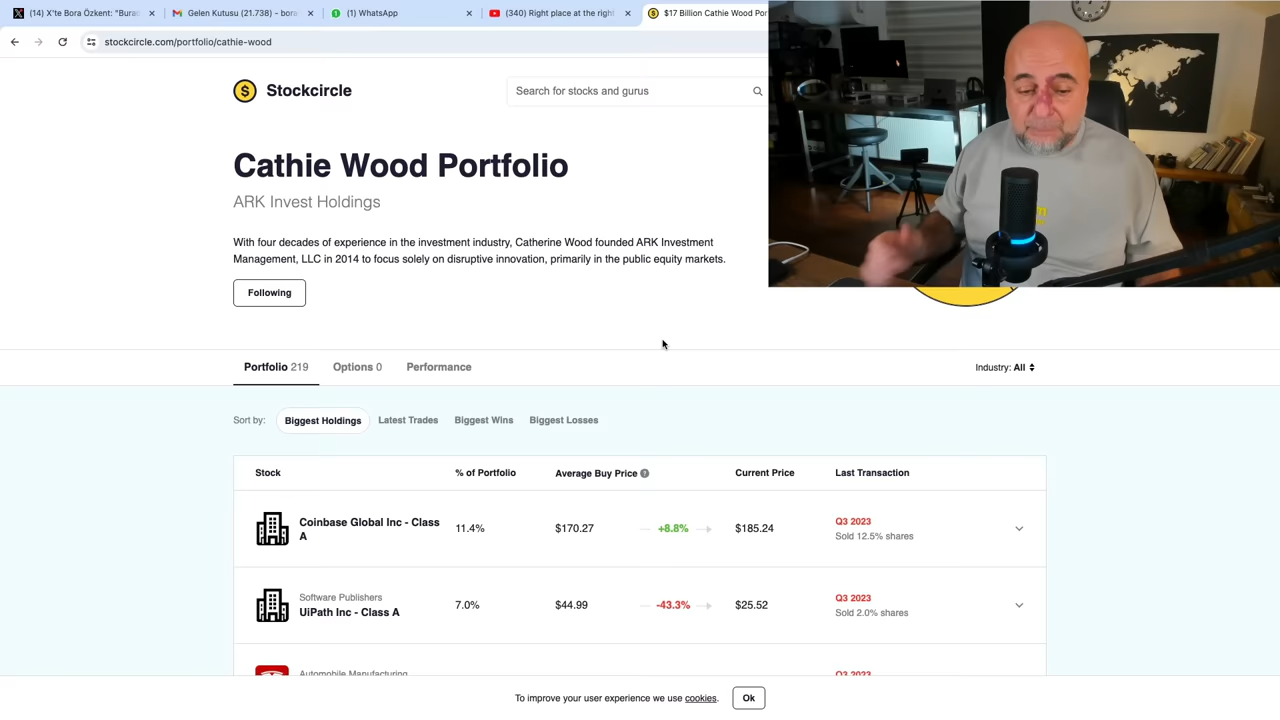 (14) X'te Bora Özkent: "Burad
Gelen Kutusu (21.738) - bora
(1) WhatsApp
(340) Right place at the right
$17 Billion Cathie Wood Por
stockcircle.com/portfolio/cathie-wood
Stockcircle
Search for stocks and gurus
Cathie Wood Portfolio
ARK Invest Holdings
With four decades of experience in the investment industry, Catherine Wood founded ARK Investment
Management, LLC in 2014 to focus solely on disruptive innovation, primarily in the public equity markets.
Following
Portfolio 219 Options 0 Performance Industry: All
Sort by: Biggest Holdings Latest Trades Biggest Wins Biggest Losses
Stock % of Portfolio Average Buy Price ? Current Price Last Transaction
Coinbase Global Inc - Class
A
11.4% $170.27 +8.8% $185.24
Q3 2023
Sold 12.5% shares
Software Publishers
UiPath Inc - Class A
7.0% $44.99 -43.3% $25.52
Q3 2023
Sold 2.0% shares
Automobile Manufacturing
Q3 2023
To improve your user experience we use cookies. Ok